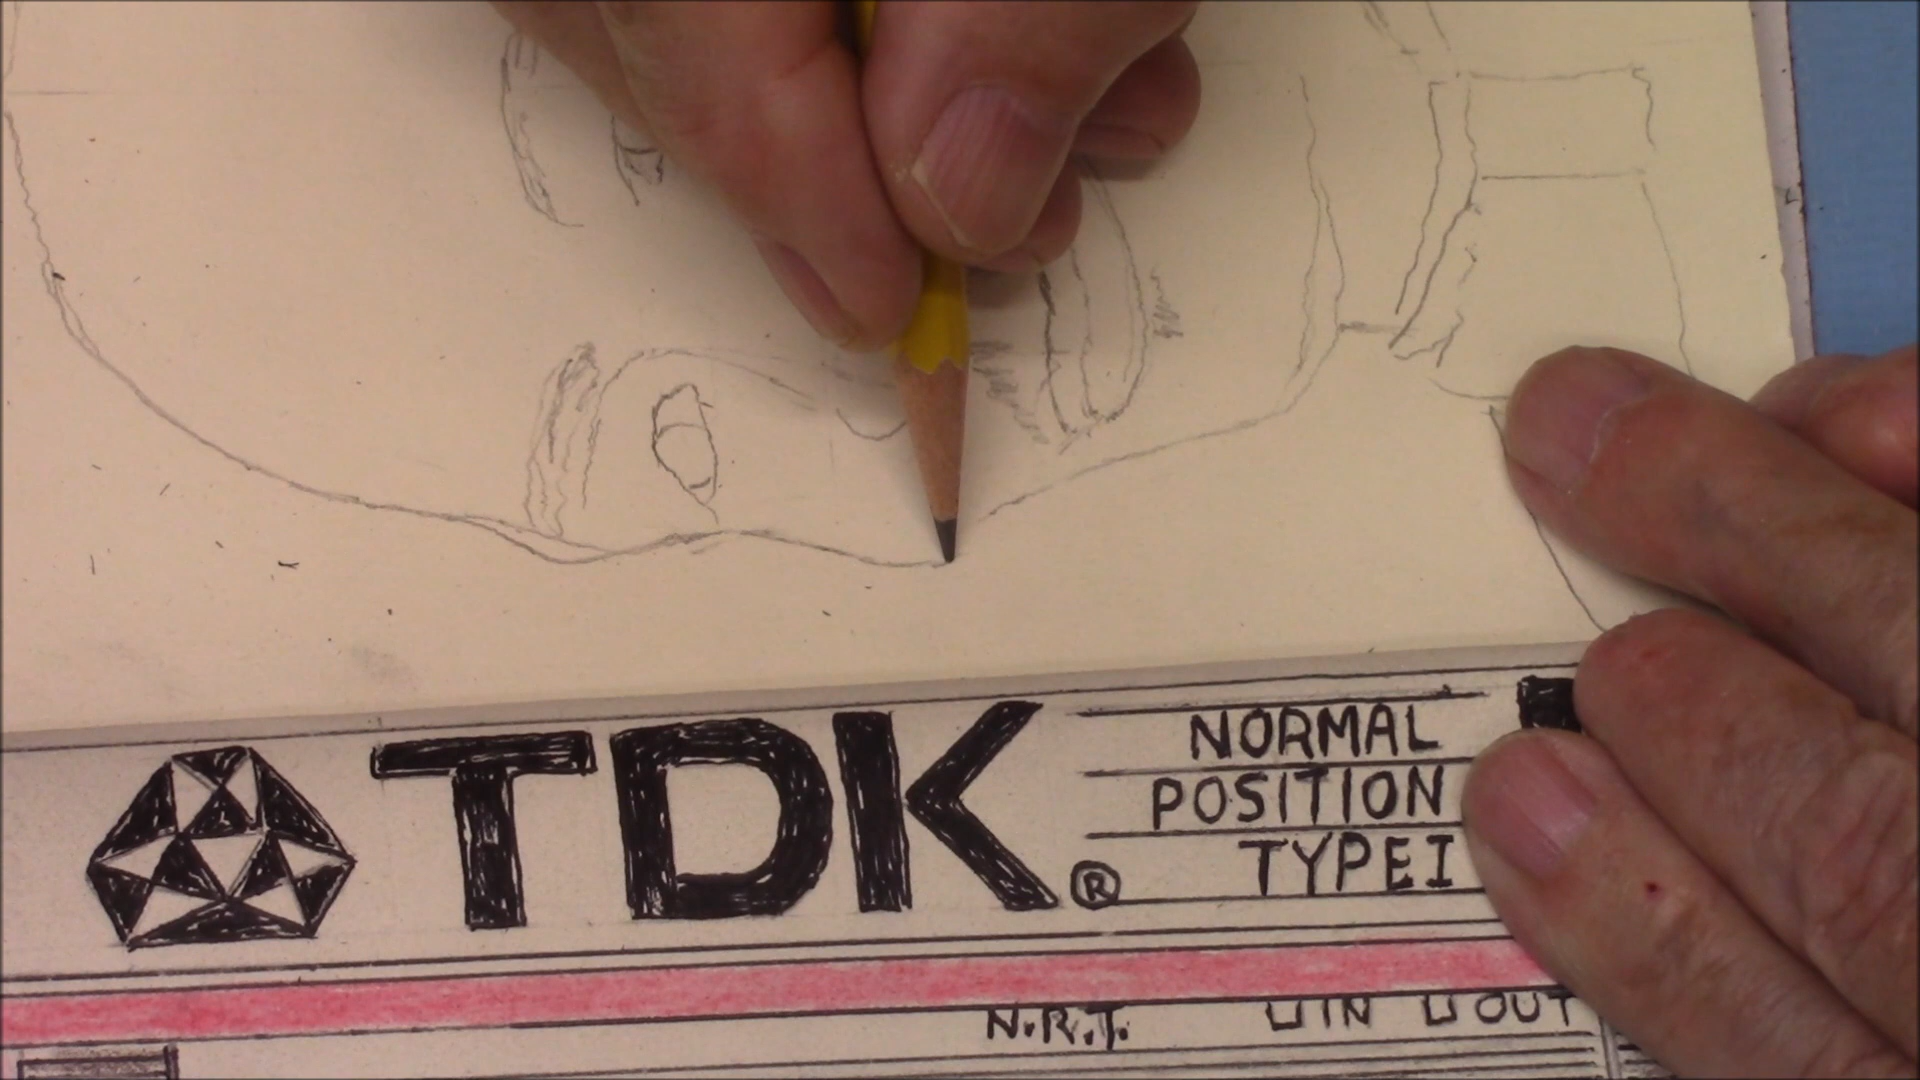 TDK®
NORMAL
POSITION
TYPE I
N.R.T. IN OUT